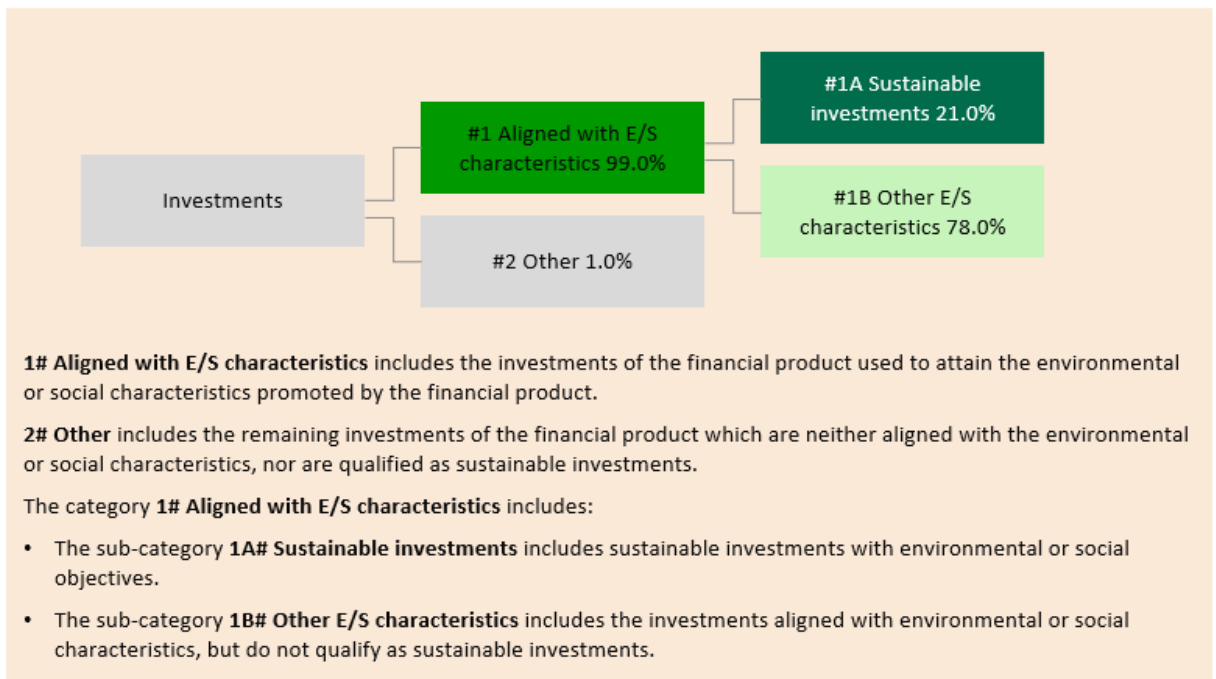 #1A Sustainable
investments 21.0%
#1 Aligned with E/S
characteristics 99.0%
Investments
#1B Other E/S
characteristics 78.0%
#2 Other 1.0%
1# Aligned with E/S characteristics includes the investments of the financial product used to attain the environmental
or social characteristics promoted by the financial product.
2# Other includes the remaining investments of the financial product which are neither aligned with the environmental
or social characteristics, nor are qualified as sustainable investments.
The category 1# Aligned with E/S characteristics includes:
• The sub-category 1A# Sustainable investments includes sustainable investments with environmental or social
objectives.
• The sub-category 1B# Other E/S characteristics includes the investments aligned with environmental or social
characteristics, but do not qualify as sustainable investments.